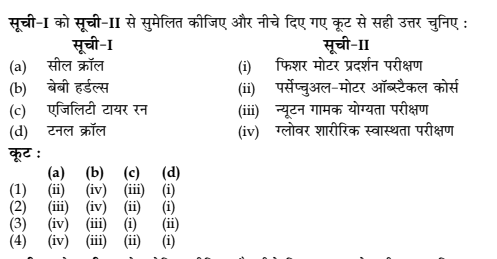 सूची-I को सूची-II से सुमेलित कीजिए और नीचे दिए गए कूट से सही उत्तर चुनिए :
सूची-I सूची-II
(a) सील क्रॉल (i) फिशर मोटर प्रदर्शन परीक्षण
(b) बेबी हर्डल्स (ii) पर्सेप्चुअल-मोटर ऑब्स्टैकल कोर्स
(c) एजिलिटी टायर रन (iii) न्यूटन गामक योग्यता परीक्षण
(d) टनल क्रॉल (iv) ग्लोवर शारीरिक स्वास्थता परीक्षण
कूट :
(a) (b) (c) (d)
(1) (ii) (iv) (iii) (i)
(2) (iii) (iv) (ii) (i)
(3) (iv) (iii) (i) (ii)
(4) (iv) (iii) (ii) (i)